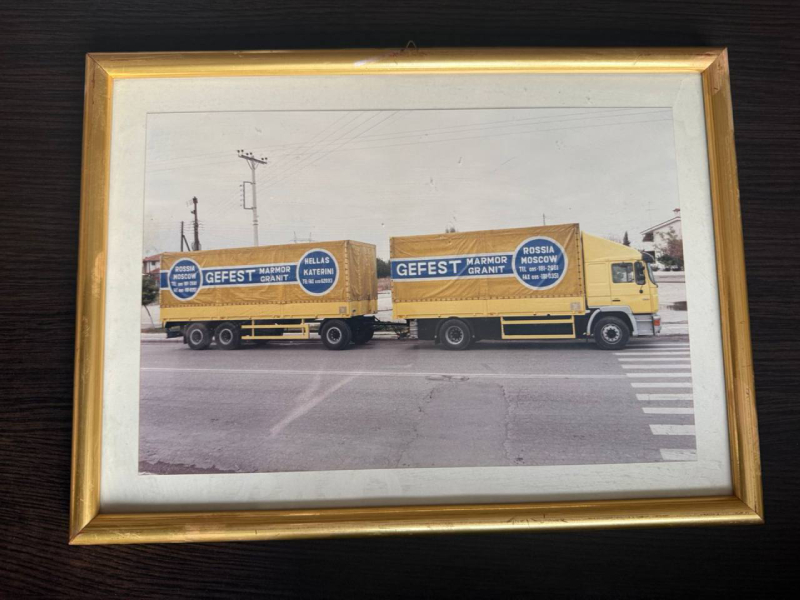 ROSSIA
MOSCOW
GEFEST
MARMOR
GRANIT
HELLAS
KATERINI
GEFEST
MARMOR
GRANIT
ROSSIA
MOSCOW